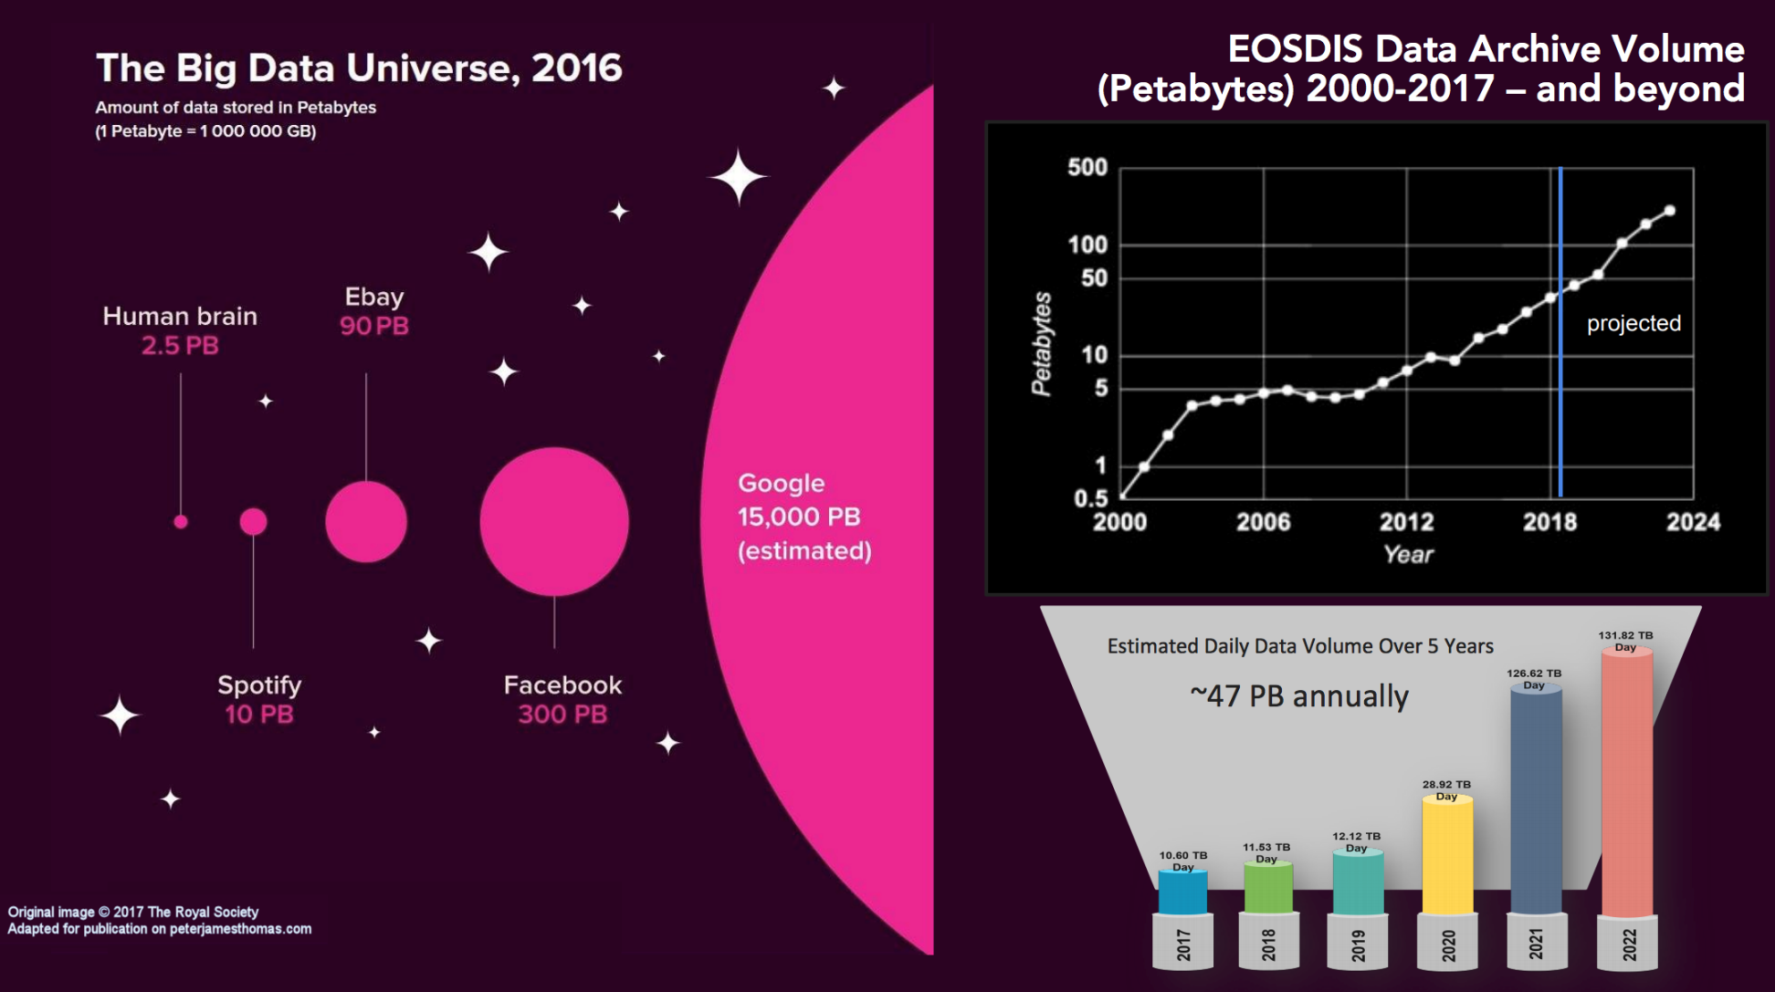 The Big Data Universe, 2016
Amount of data stored in Petabytes
(1 Petabyte = 1 000 000 GB)
Human brain
2.5 PB
Ebay
90 PB
Spotify
10 PB
Facebook
300 PB
Google
15,000 PB
(estimated)
Original image © 2017 The Royal Society
Adapted for publication on peterjamesthomas.com
EOSDIS Data Archive Volume
(Petabytes) 2000-2017 – and beyond
500
100
50
10
5
1
0.5
Petabytes
projected
2000
2006
2012
2018
2024
Year
Estimated Daily Data Volume Over 5 Years
~47 PB annually
10.60 TB
Day
11.53 TB
Day
12.12 TB
Day
28.92 TB
Day
126.62 TB
Day
131.82 TB
Day
2017
2018
2019
2020
2021
2022